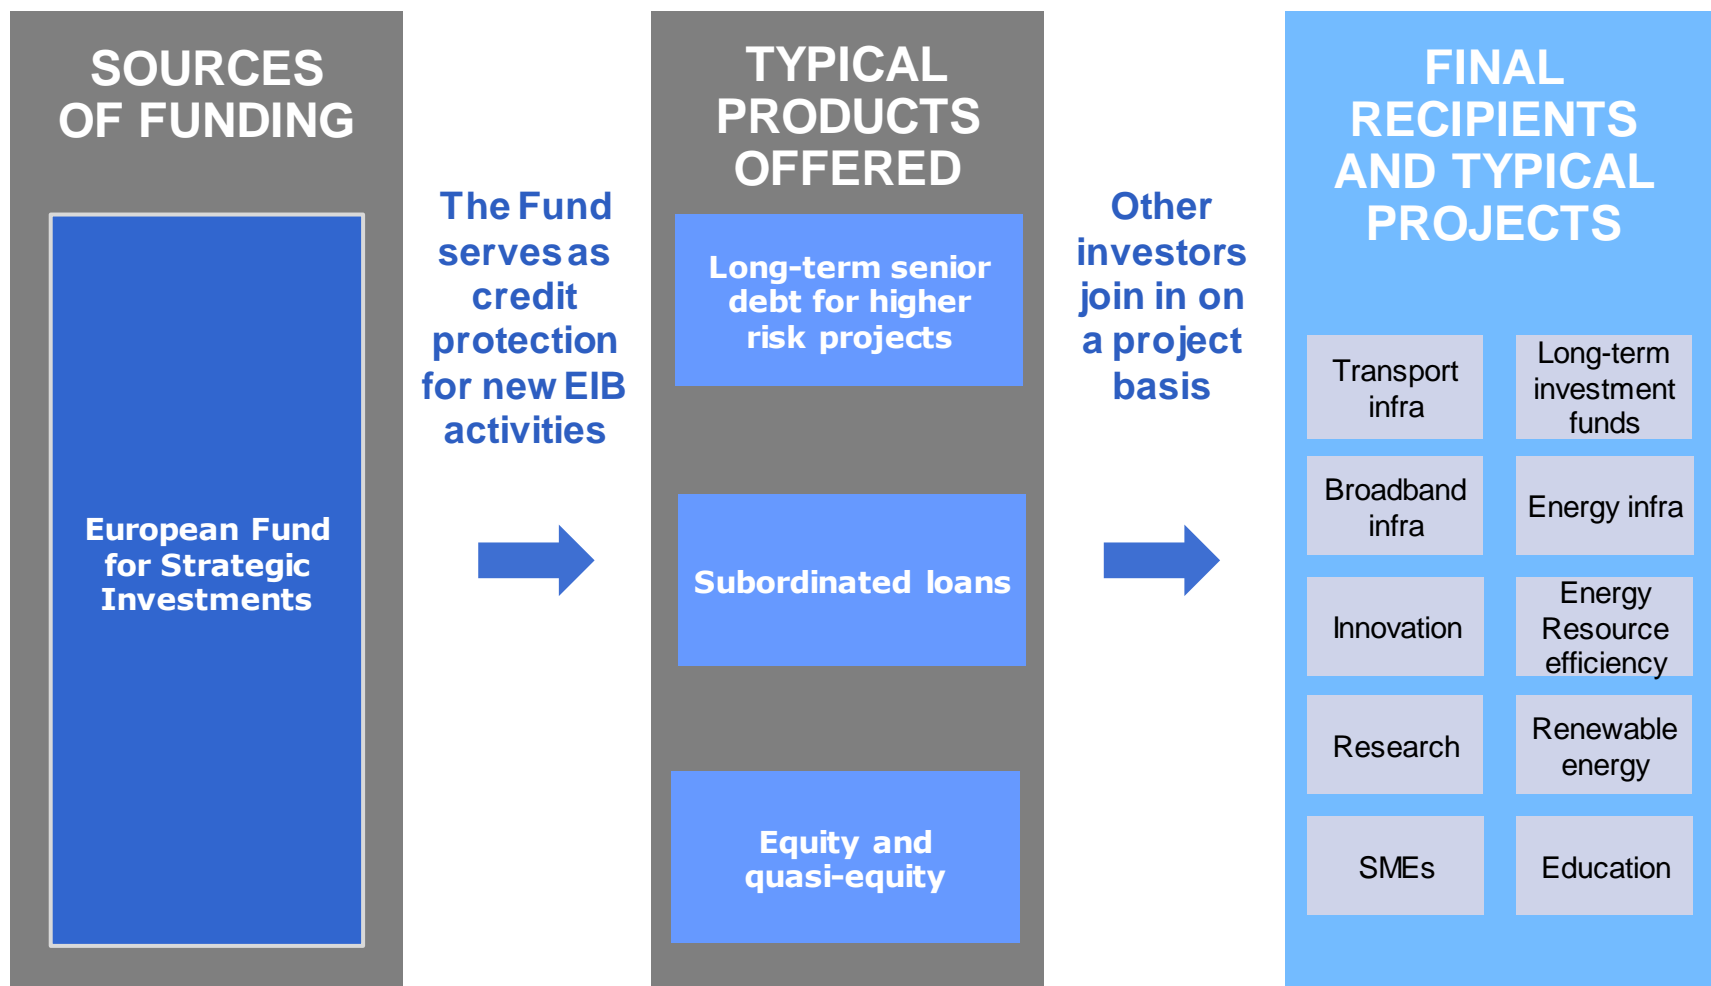 SOURCES
OF FUNDING
European Fund
for Strategic
Investments
The Fund
serves as
credit
protection
for new EIB
activities
TYPICAL
PRODUCTS
OFFERED
Long-term senior
debt for higher
risk projects
Subordinated loans
Equity and
quasi-equity
Other
investors
join in on
a project
basis
FINAL
RECIPIENTS
AND TYPICAL
PROJECTS
Transport
infra
Long-term
investment
funds
Broadband
infra
Energy infra
Innovation
Energy
Resource
efficiency
Research
Renewable
energy
SMEs
Education